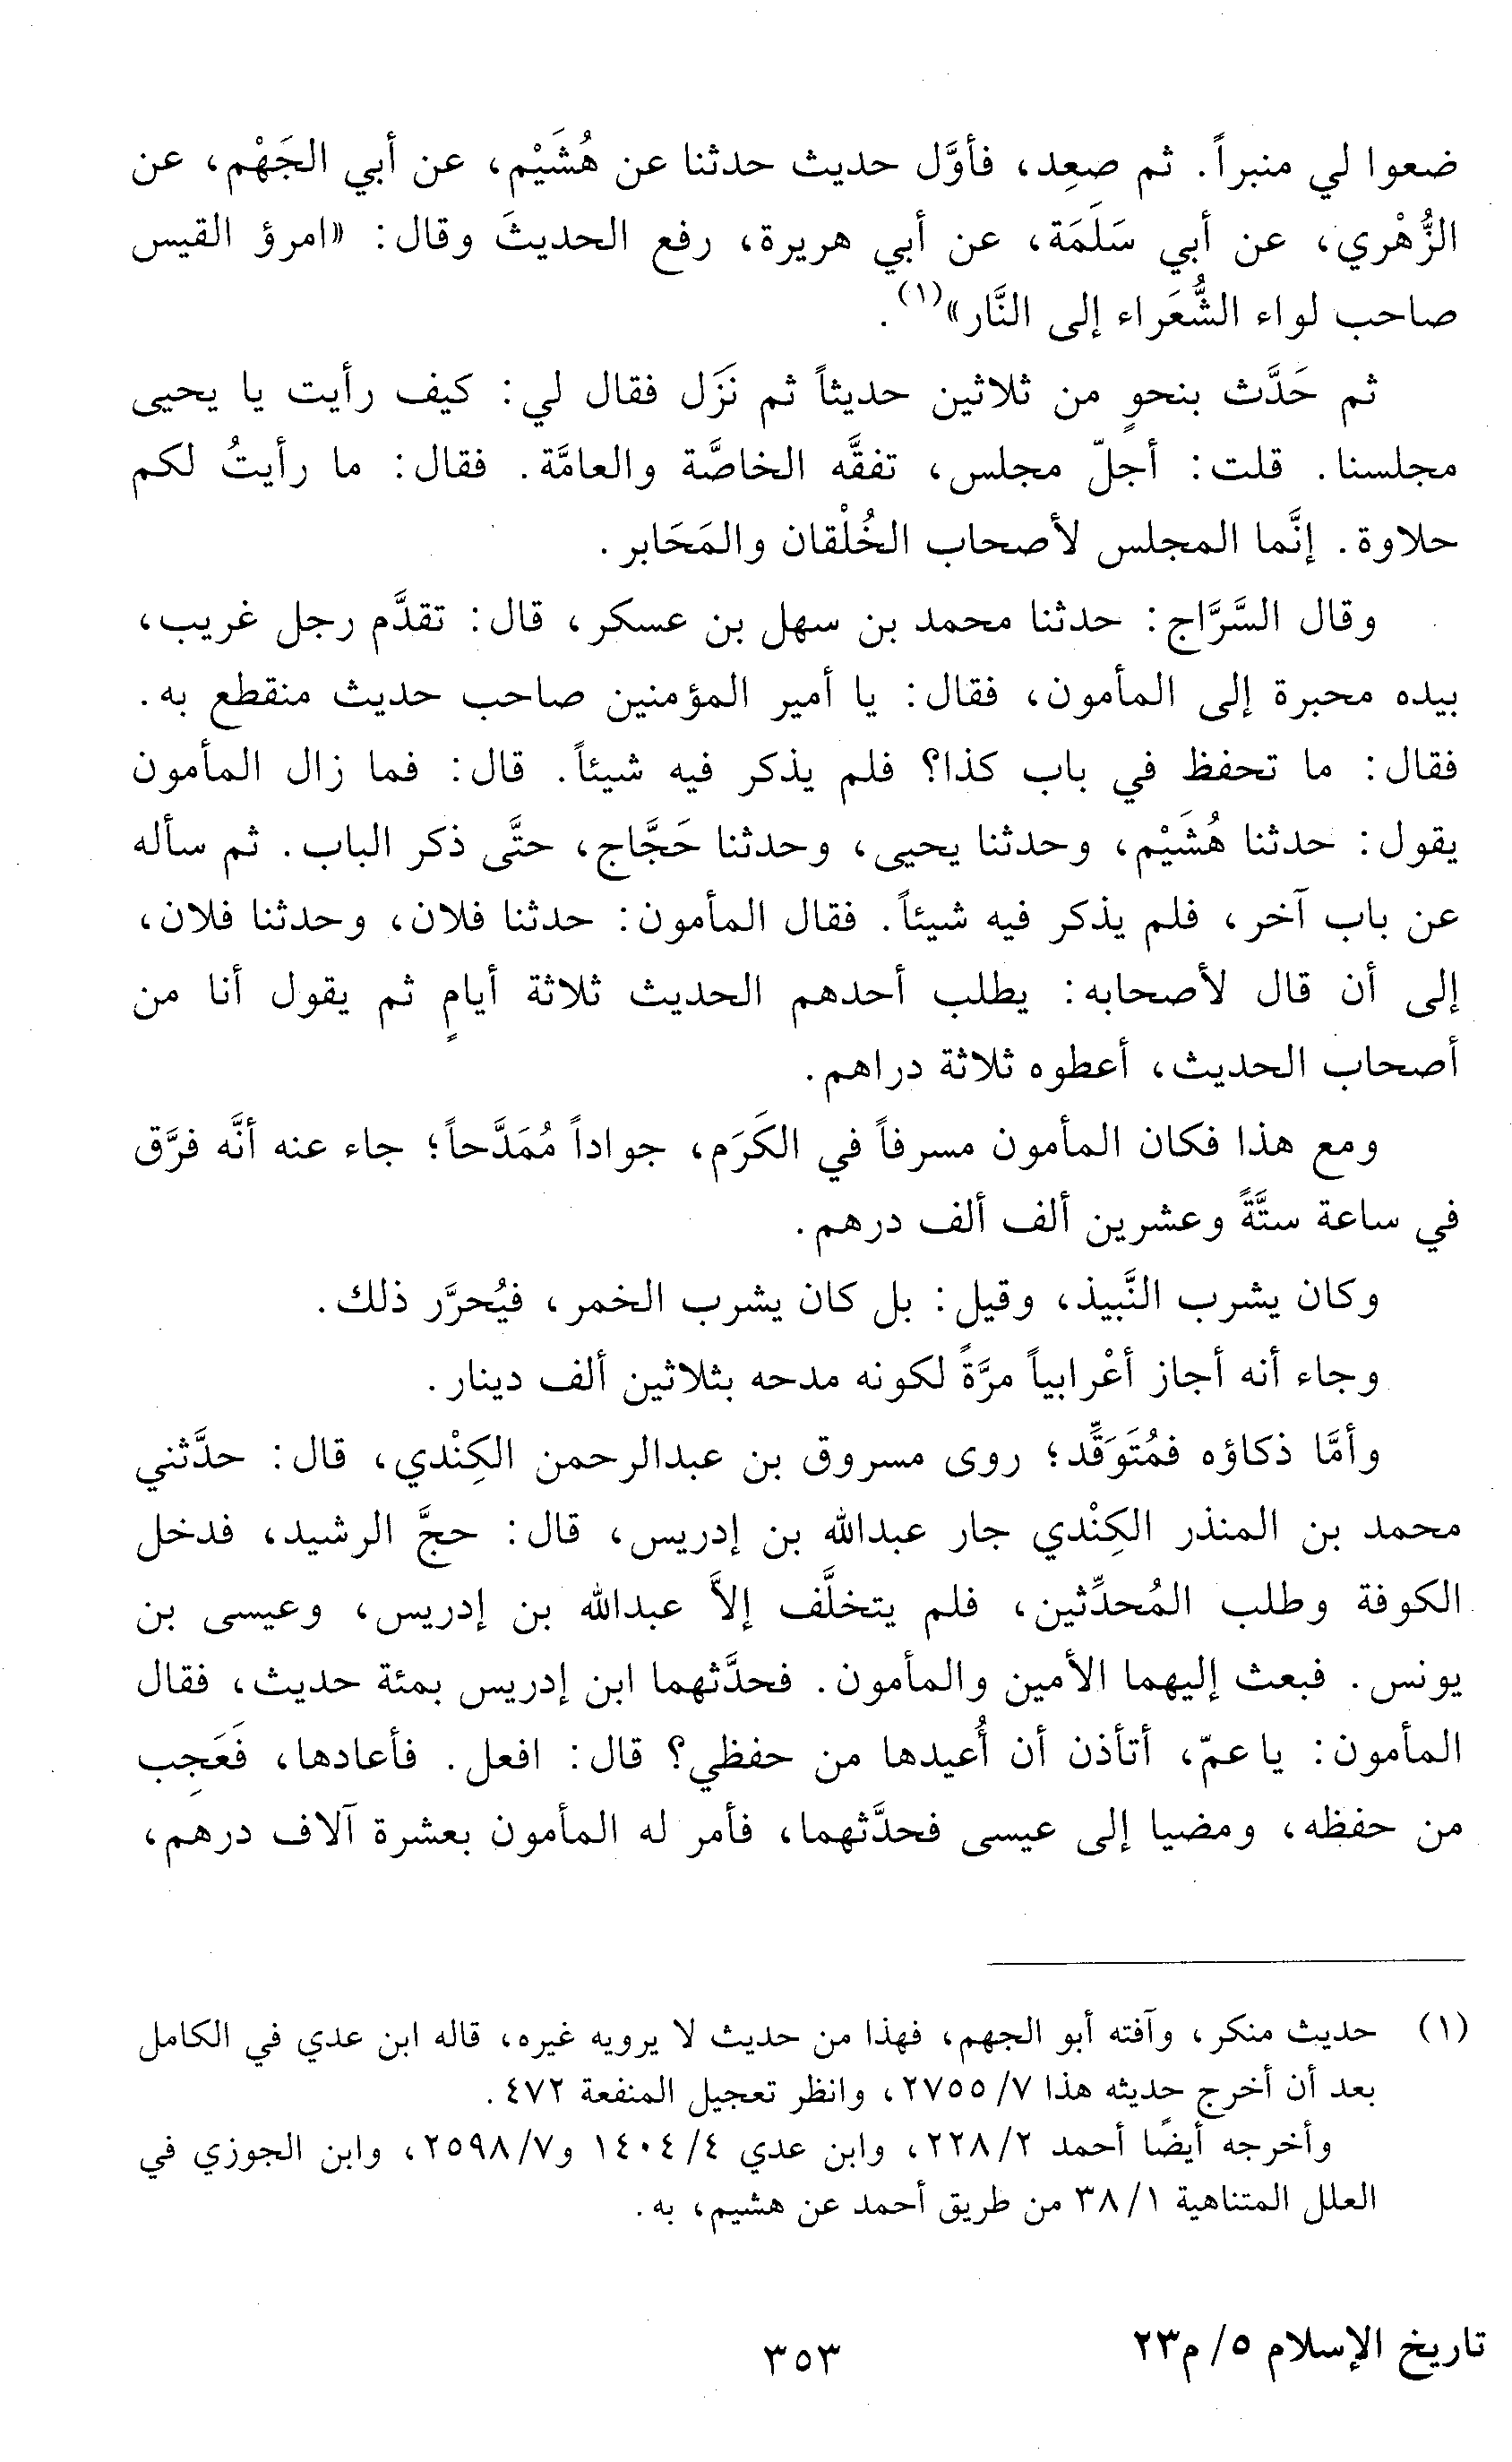 ضعوا لي منبراً. ثم صعِد، فأوَّل حديث حدثنا عن هُشَيْم، عن أبي الجَهْم، عن
الزُّهْري، عن أبي سَلَمَة، عن أبي هريرة، رفع الحديثَ وقال: «امرؤ القيس
صاحب لواء الشُّعَراء إلى النَّار»(١).
ثم حَدَّث بنحوٍ من ثلاثين حديثاً ثم نَزَل فقال لي: كيف رأيت يا يحيى
مجلسنا. قلت: أجلّ مجلس، تفقَّه الخاصَّة والعامَّة. فقال: ما رأيتُ لكم
حلاوة. إنَّما المجلس لأصحاب الخُلْقان والمَحَابر.
وقال السَّرَّاج: حدثنا محمد بن سهل بن عسكر، قال: تقدَّم رجل غريب،
بيده محبرة إلى المأمون، فقال: يا أمير المؤمنين صاحب حديث منقطع به.
فقال: ما تحفظ في باب كذا؟ فلم يذكر فيه شيئاً. قال: فما زال المأمون
يقول: حدثنا هُشَيْم، وحدثنا يحيى، وحدثنا حَجَّاج، حتَّى ذكر الباب. ثم سأله
عن باب آخر، فلم يذكر فيه شيئاً. فقال المأمون: حدثنا فلان، وحدثنا فلان،
إلى أن قال لأصحابه: يطلب أحدهم الحديث ثلاثة أيامٍ ثم يقول أنا من
أصحاب الحديث، أعطوه ثلاثة دراهم.
ومع هذا فكان المأمون مسرفاً في الكَرَم، جواداً مُمَدَّحاً؛ جاء عنه أنَّه فرَّق
في ساعة ستَّةً وعشرين ألف ألف درهم.
وكان يشرب النَّبيذ، وقيل: بل كان يشرب الخمر، فيُحرَّر ذلك.
وجاء أنه أجاز أعْرابياً مرَّةً لكونه مدحه بثلاثين ألف دينار.
وأمَّا ذكاؤه فمُتَوَقِّد؛ روى مسروق بن عبدالرحمن الكِنْدي، قال: حدَّثني
محمد بن المنذر الكِنْدي جار عبدالله بن إدريس، قال: حجَّ الرشيد، فدخل
الكوفة وطلب المُحدِّثين، فلم يتخلَّف إلاَّ عبدالله بن إدريس، وعيسى بن
يونس. فبعث إليهما الأمين والمأمون. فحدَّثهما ابن إدريس بمئة حديث، فقال
المأمون: يا عمّ، أتأذن أن أُعيدها من حفظي؟ قال: افعل. فأعادها، فَعَجِب
من حفظه، ومضيا إلى عيسى فحدَّثهما، فأمر له المأمون بعشرة آلاف درهم،
(١) حديث منكر، وآفته أبو الجهم، فهذا من حديث لا يرويه غيره، قاله ابن عدي في الكامل
بعد أن أخرج حديثه هذا ٧/ ٢٧٥٥، وانظر تعجيل المنفعة ٤٧٢.
وأخرجه أيضًا أحمد ٢/ ٢٢٨، وابن عدي ٤/ ١٤٠٤ و٧/ ٢٥٩٨، وابن الجوزي في
العلل المتناهية ١/ ٣٨ من طريق أحمد عن هشيم، به.
تاريخ الإسلام ٥/ م٢٣
٣٥٣